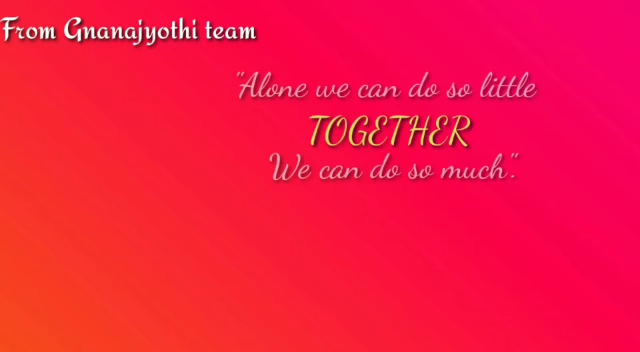 From Gnanajyothi team
"Alone we can do so little
TOGETHER
We can do so much".